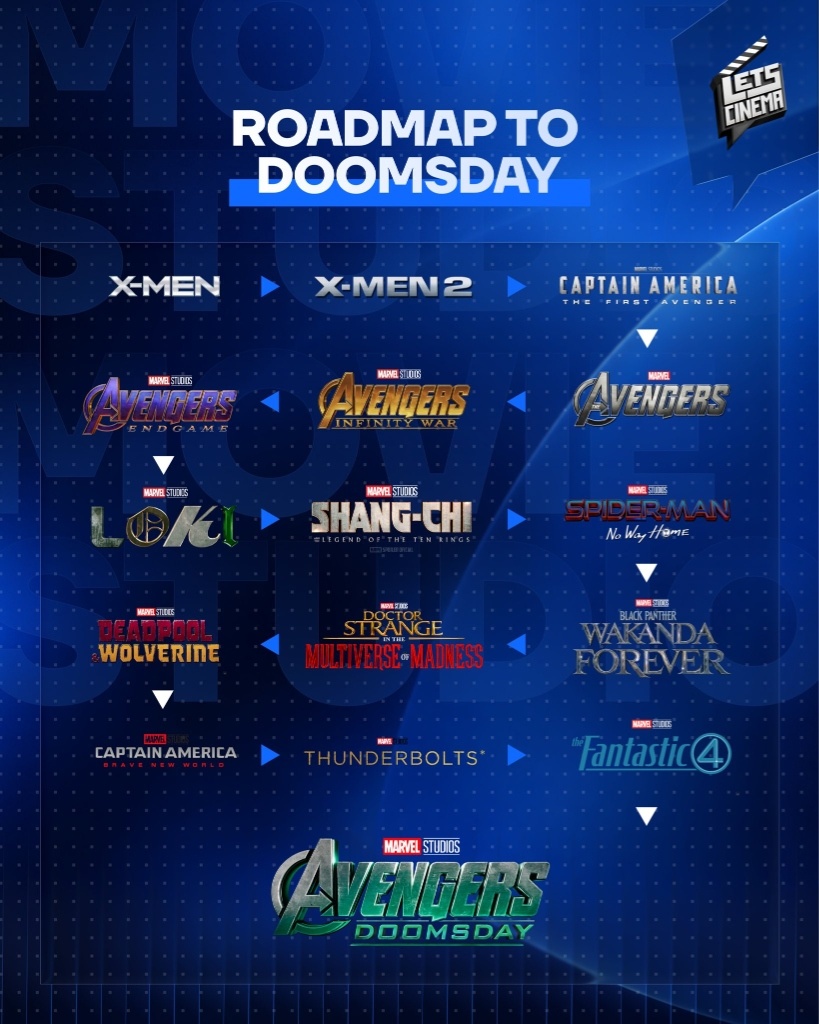 LETS
CINEMA
MOVIE
STUDIO
MOVIE
STUDIO
ROADMAP TO
DOOMSDAY
X-MEN
X-MEN 2
CAPTAIN AMERICA
THE FIRST AVENGER
MARVEL STUDIOS
AVENGERS
ENDGAME
MARVEL STUDIOS
AVENGERS
INFINITY WAR
MARVEL
AVENGERS
MARVEL STUDIOS
LOKI
MARVEL STUDIOS
SHANG-CHI
"LEGEND OF THE TEN RINGS"
MARVEL STUDIOS
SPIDER-MAN
No Way Home
MARVEL STUDIOS
DEADPOOL
& WOLVERINE
MARVEL STUDIOS
DOCTOR
STRANGE
IN THE
MULTIVERSE OF MADNESS
MARVEL STUDIOS
BLACK PANTHER
WAKANDA
FOREVER
MARVEL
CAPTAIN AMERICA
BRAVE NEW WORLD
MARVEL
THUNDERBOLTS*
MARVEL STUDIOS
the Fantastic 4
MARVEL STUDIOS
AVENGERS
DOOMSDAY